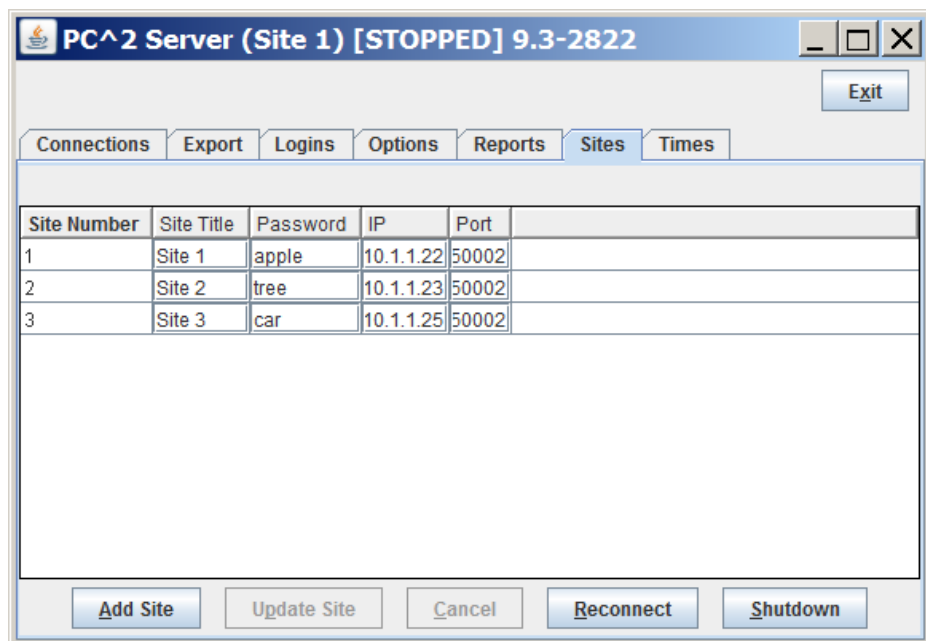 PC^2 Server (Site 1) [STOPPED] 9.3-2822
Exit
Connections Export Logins Options Reports Sites Times
Site Number Site Title Password IP Port
1 Site 1 apple 10.1.1.22 50002
2 Site 2 tree 10.1.1.23 50002
3 Site 3 car 10.1.1.25 50002
Add Site Update Site Cancel Reconnect Shutdown